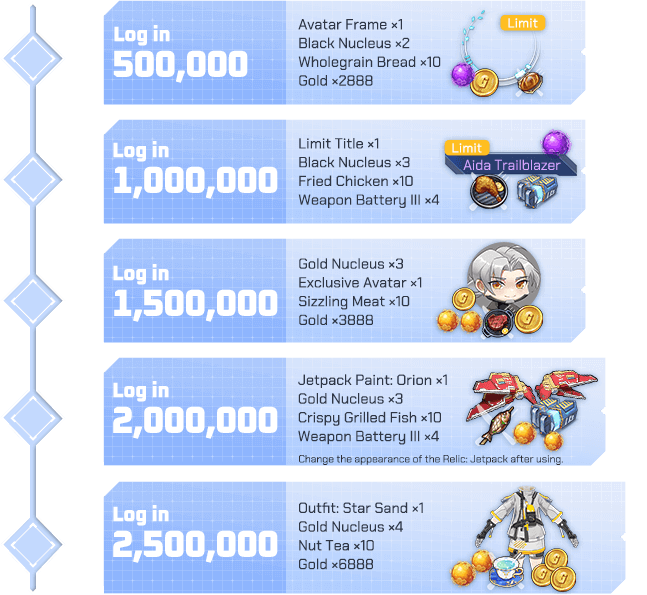 Log in
500,000
Avatar Frame ×1
Black Nucleus ×2
Wholegrain Bread ×10
Gold ×2888
Limit
Log in
1,000,000
Limit Title ×1
Black Nucleus ×3
Fried Chicken ×10
Weapon Battery III ×4
Limit
Aida Trailblazer
Log in
1,500,000
Gold Nucleus ×3
Exclusive Avatar ×1
Sizzling Meat ×10
Gold ×3888
Log in
2,000,000
Jetpack Paint: Orion ×1
Gold Nucleus ×3
Crispy Grilled Fish ×10
Weapon Battery III ×4
Change the appearance of the Relic: Jetpack after using.
Log in
2,500,000
Outfit: Star Sand ×1
Gold Nucleus ×4
Nut Tea ×10
Gold ×6888